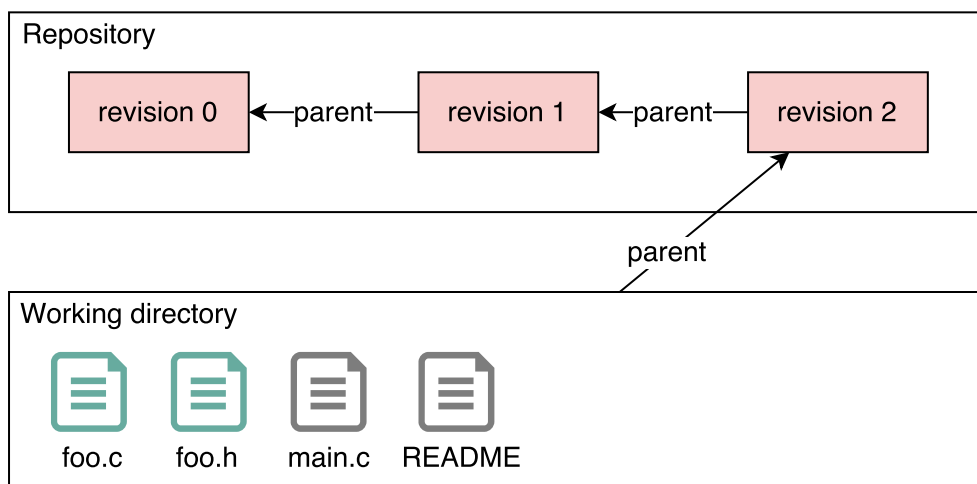 Repository
revision 0
parent
revision 1
parent
revision 2
parent
Working directory
foo.c
foo.h
main.c
README